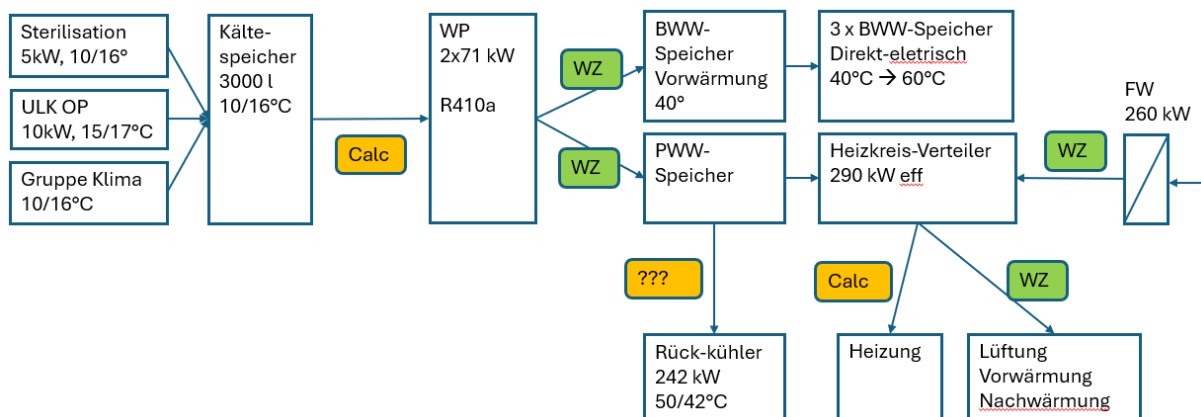 Sterilisation
5kW, 10/16°
ULK OP
10kW, 15/17°C
Gruppe Klima
10/16°C
Kälte-
speicher
3000 l
10/16°C
Calc
WP
2x71 kW
R410a
WZ
WZ
BWW-
Speicher
Vorwärmung
40°
3 x BWW-Speicher
Direkt-eletrisch
40°C → 60°C
PWW-
Speicher
Heizkreis-Verteiler
290 kW eff
WZ
FW
260 kW
???
Calc
WZ
Rück-kühler
242 kW
50/42°C
Heizung
Lüftung
Vorwärmung
Nachwärmung